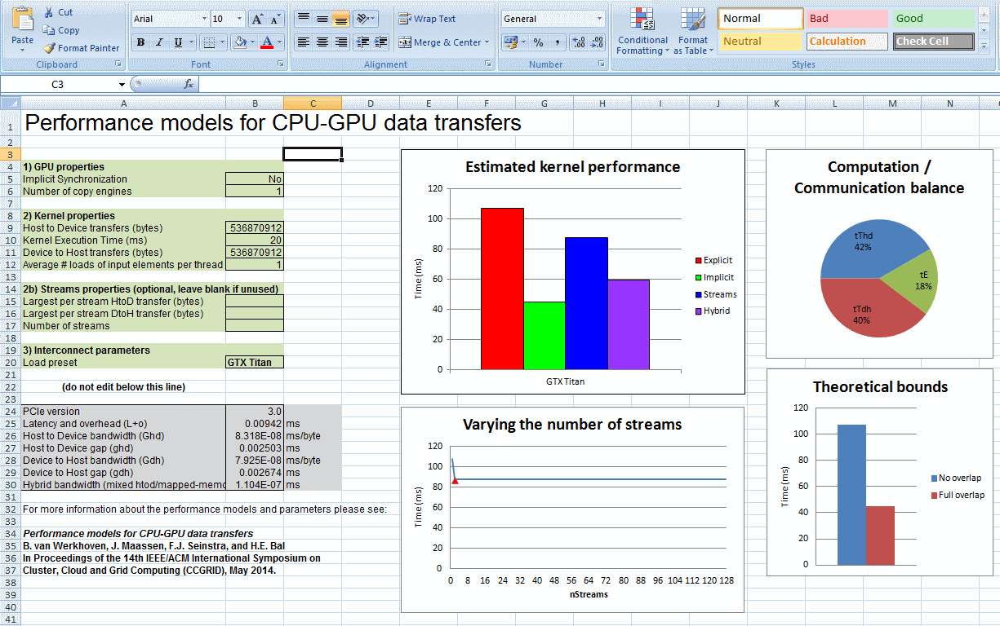 Paste
Cut
Copy
Format Painter
Clipboard
Arial
10
A A
B I U
A
Font
Wrap Text
Merge & Center
Alignment
General
% ,
.0 .00
.00 .0
Number
Conditional
Formatting
Format
as Table
Normal
Bad
Good
Neutral
Calculation
Check Cell
Styles
C3
fx
A B C D E F G H I J K L M N
1 Performance models for CPU-GPU data transfers
2
3
4 1) GPU properties
5 Implicit Synchronization No
6 Number of copy engines 1
7
8 2) Kernel properties
9 Host to Device transfers (bytes) 536870912
10 Kernel Execution Time (ms) 20
11 Device to Host transfers (bytes) 536870912
12 Average # loads of input elements per thread 1
13
14 2b) Streams properties (optional, leave blank if unused)
15 Largest per stream HtoD transfer (bytes)
16 Largest per stream DtoH transfer (bytes)
17 Number of streams
18
19 3) Interconnect parameters
20 Load preset GTX Titan
21
22 (do not edit below this line)
23
24 PCIe version 3.0
25 Latency and overhead (L+o) 0.00942 ms
26 Host to Device bandwidth (Ghd) 8.318E-08 ms/byte
27 Host to Device gap (ghd) 0.002503 ms
28 Device to Host bandwidth (Gdh) 7.925E-08 ms/byte
29 Device to Host gap (gdh) 0.002674 ms
30 Hybrid bandwidth (mixed htod/mapped-memo 1.104E-07 ms
31
32 For more information about the performance models and parameters please see:
33
34 Performance models for CPU-GPU data transfers
35 B. van Werkhoven, J. Maassen, F.J. Seinstra, and H.E. Bal
36 In Proceedings of the 14th IEEE/ACM International Symposium on
37 Cluster, Cloud and Grid Computing (CCGRID), May 2014.
38
39
40
41
Estimated kernel performance
120
100
80
60
40
20
0
Time (ms)
GTX Titan
Explicit
Implicit
Streams
Hybrid
Varying the number of streams
120
100
80
60
40
20
0
Time (ms)
0 8 16 24 32 40 48 56 64 72 80 88 96 104 112 120 128
nStreams
Computation /
Communication balance
tThd
42%
tE
18%
tTdh
40%
Theoretical bounds
120
100
80
60
40
20
0
Time (ms)
No overlap
Full overlap